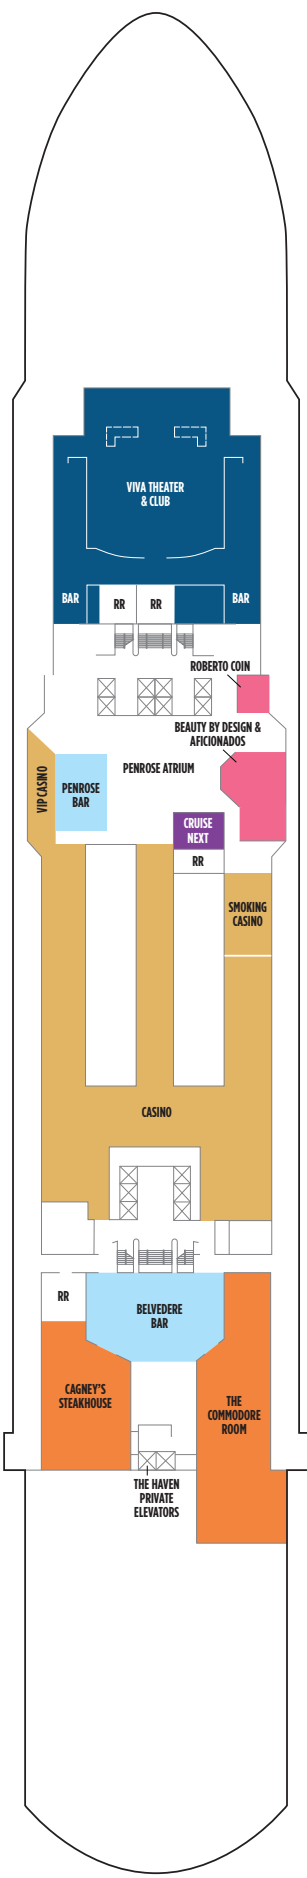 VIVA THEATER
& CLUB
BAR
RR
RR
BAR
ROBERTO COIN
BEAUTY BY DESIGN &
AFICIONADOS
VIP CASINO
PENROSE
BAR
PENROSE ATRIUM
CRUISE
NEXT
RR
SMOKING
CASINO
CASINO
RR
BELVEDERE
BAR
CAGNEY'S
STEAKHOUSE
THE
COMMODORE
ROOM
THE HAVEN
PRIVATE
ELEVATORS